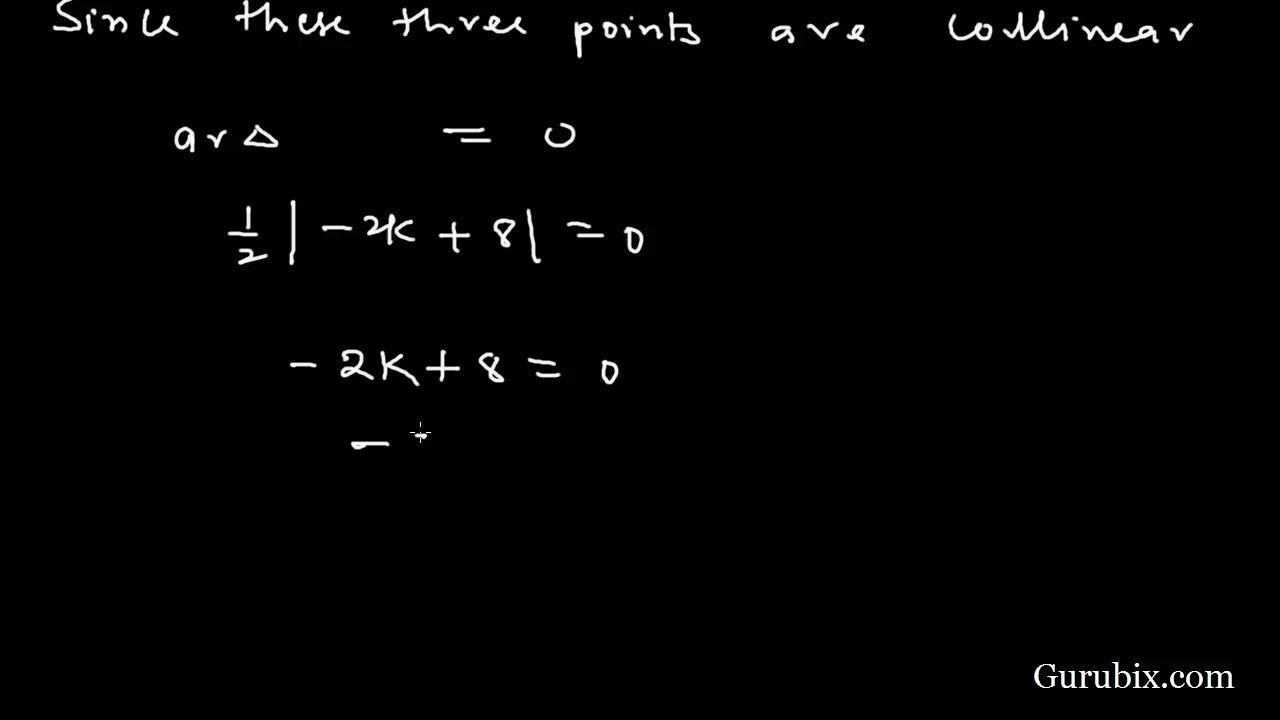 Since these three points are collinear
ar Δ = 0
1/2 |-2K + 8| = 0
-2K + 8 = 0
-
Gurubix.com